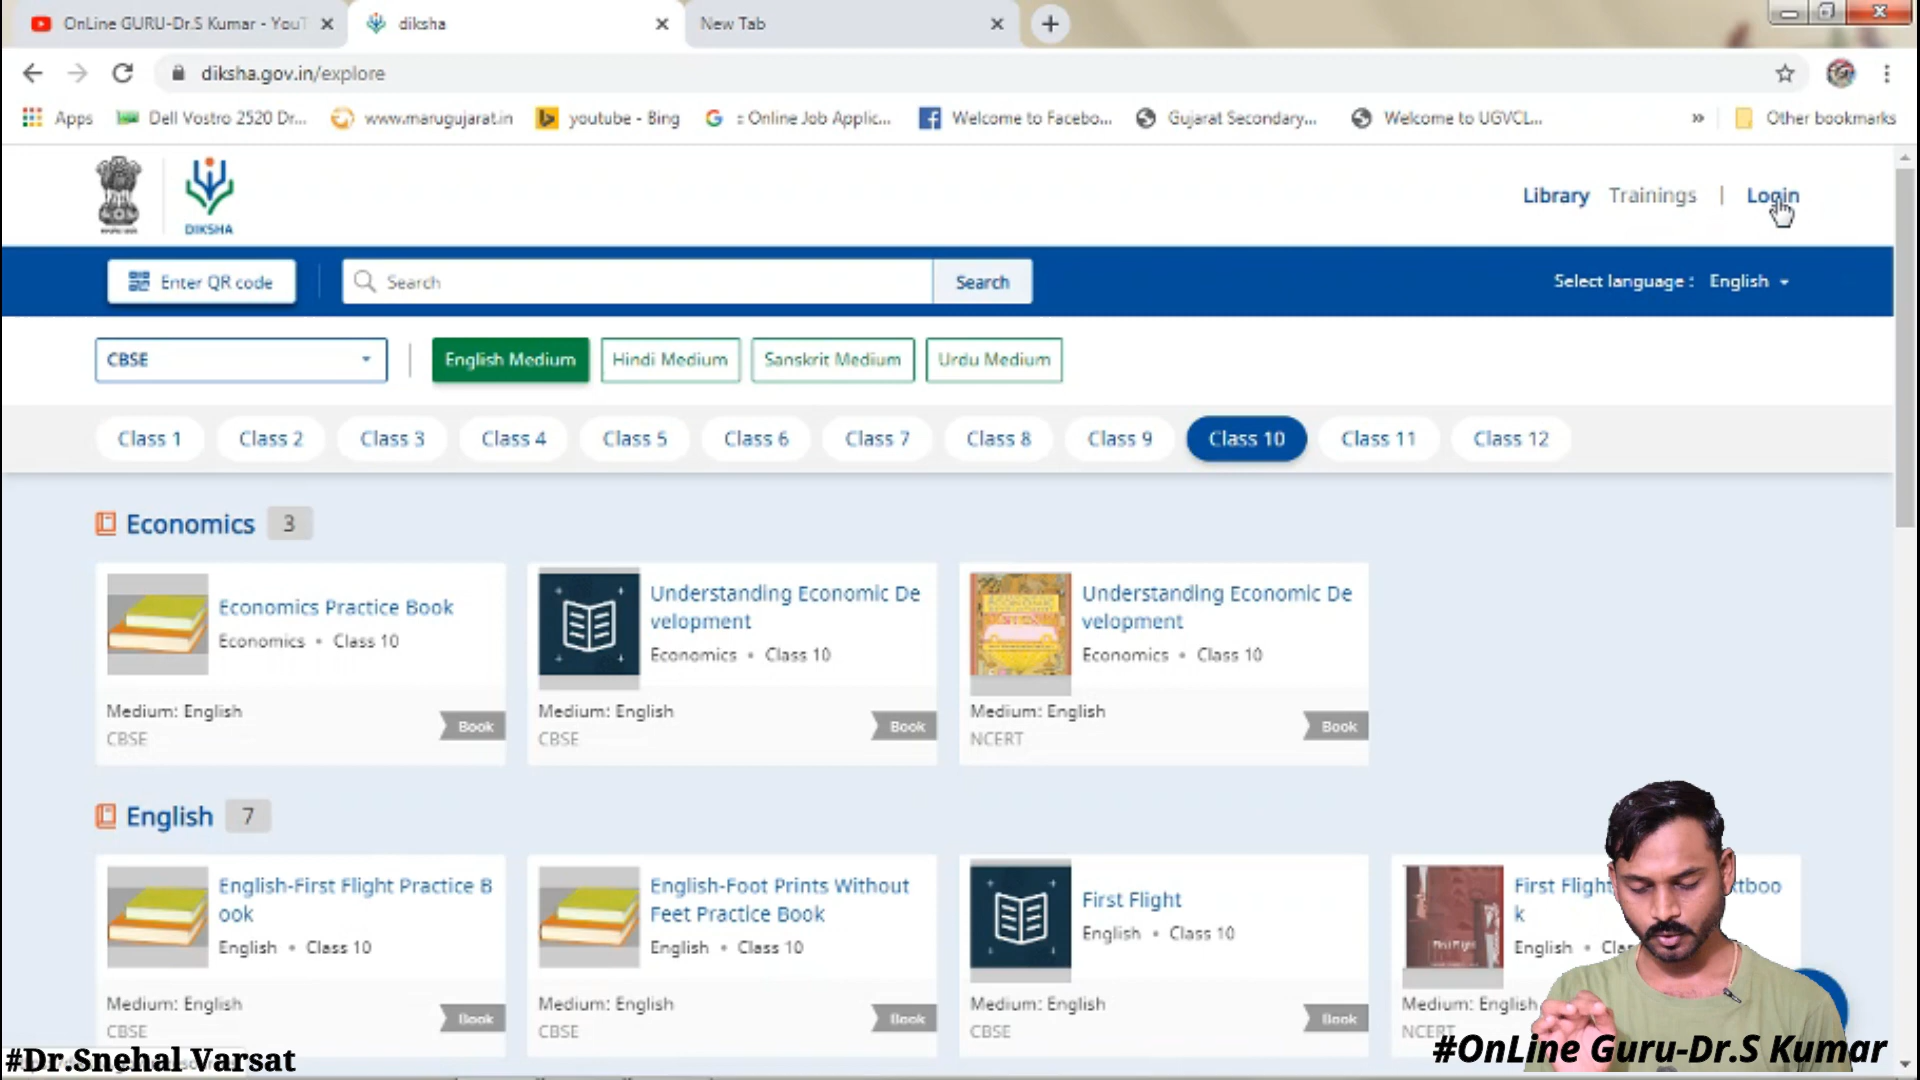 OnLine GURU-Dr.S Kumar - YouT
diksha
New Tab
diksha.gov.in/explore
Apps
Dell Vostro 2520 Dr...
www.marugujarat.in
youtube - Bing
:: Online Job Applic...
Welcome to Facebo...
Gujarat Secondary...
Welcome to UGVCL...
»
Other bookmarks
DIKSHA
Library
Trainings
|
Login
Enter QR code
Search
Search
Select language :
English
CBSE
English Medium
Hindi Medium
Sanskrit Medium
Urdu Medium
Class 1
Class 2
Class 3
Class 4
Class 5
Class 6
Class 7
Class 8
Class 9
Class 10
Class 11
Class 12
Economics 3
Economics Practice Book
Economics • Class 10
Medium: English
CBSE
Book
Understanding Economic De
velopment
Economics • Class 10
Medium: English
CBSE
Book
Understanding Economic De
velopment
Economics • Class 10
Medium: English
NCERT
Book
English 7
English-First Flight Practice B
ook
English • Class 10
Medium: English
CBSE
Book
English-Foot Prints Without
Feet Practice Book
English • Class 10
Medium: English
CBSE
Book
First Flight
English • Class 10
Medium: English
CBSE
Book
First Flight
k
English •
Medium: English
NCERT
#Dr.Snehal Varsat
#OnLine Guru-Dr.S Kumar